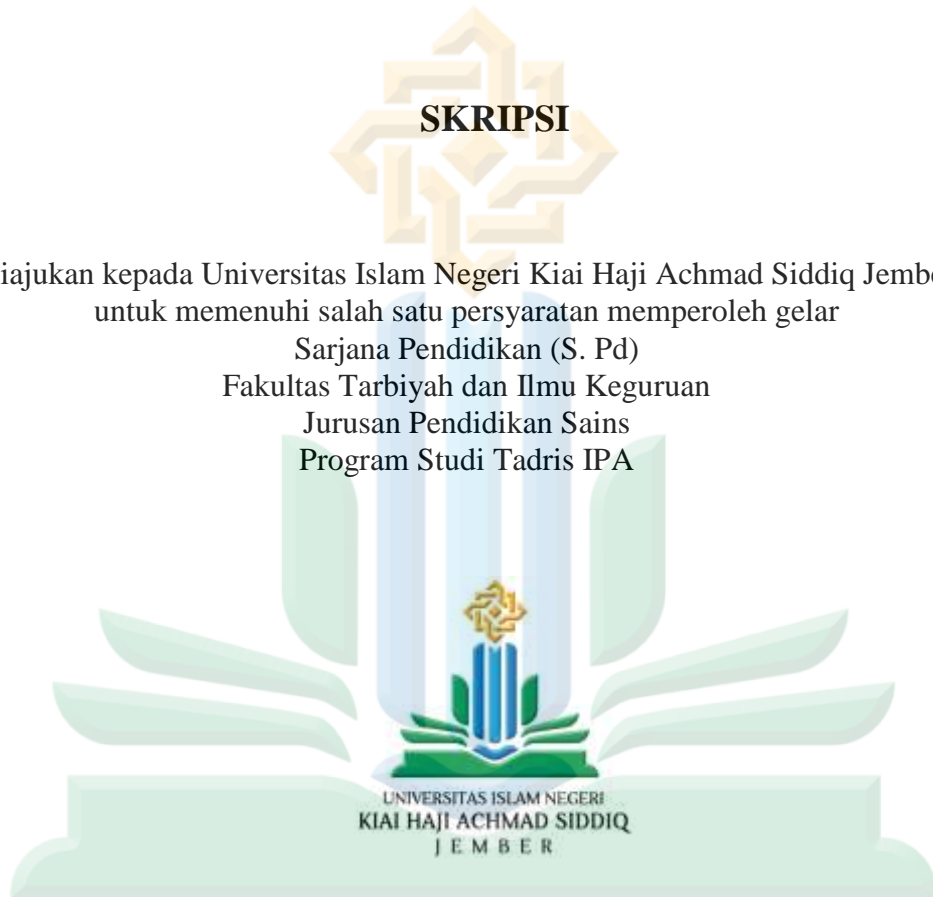 SKRIPSI
iajukan kepada Universitas Islam Negeri Kiai Haji Achmad Siddiq Jembe
untuk memenuhi salah satu persyaratan memperoleh gelar
Sarjana Pendidikan (S. Pd)
Fakultas Tarbiyah dan Ilmu Keguruan
Jurusan Pendidikan Sains
Program Studi Tadris IPA
UNIVERSITAS ISLAM NEGERI
KIAI HAJI ACHMAD SIDDIQ
JEMBER